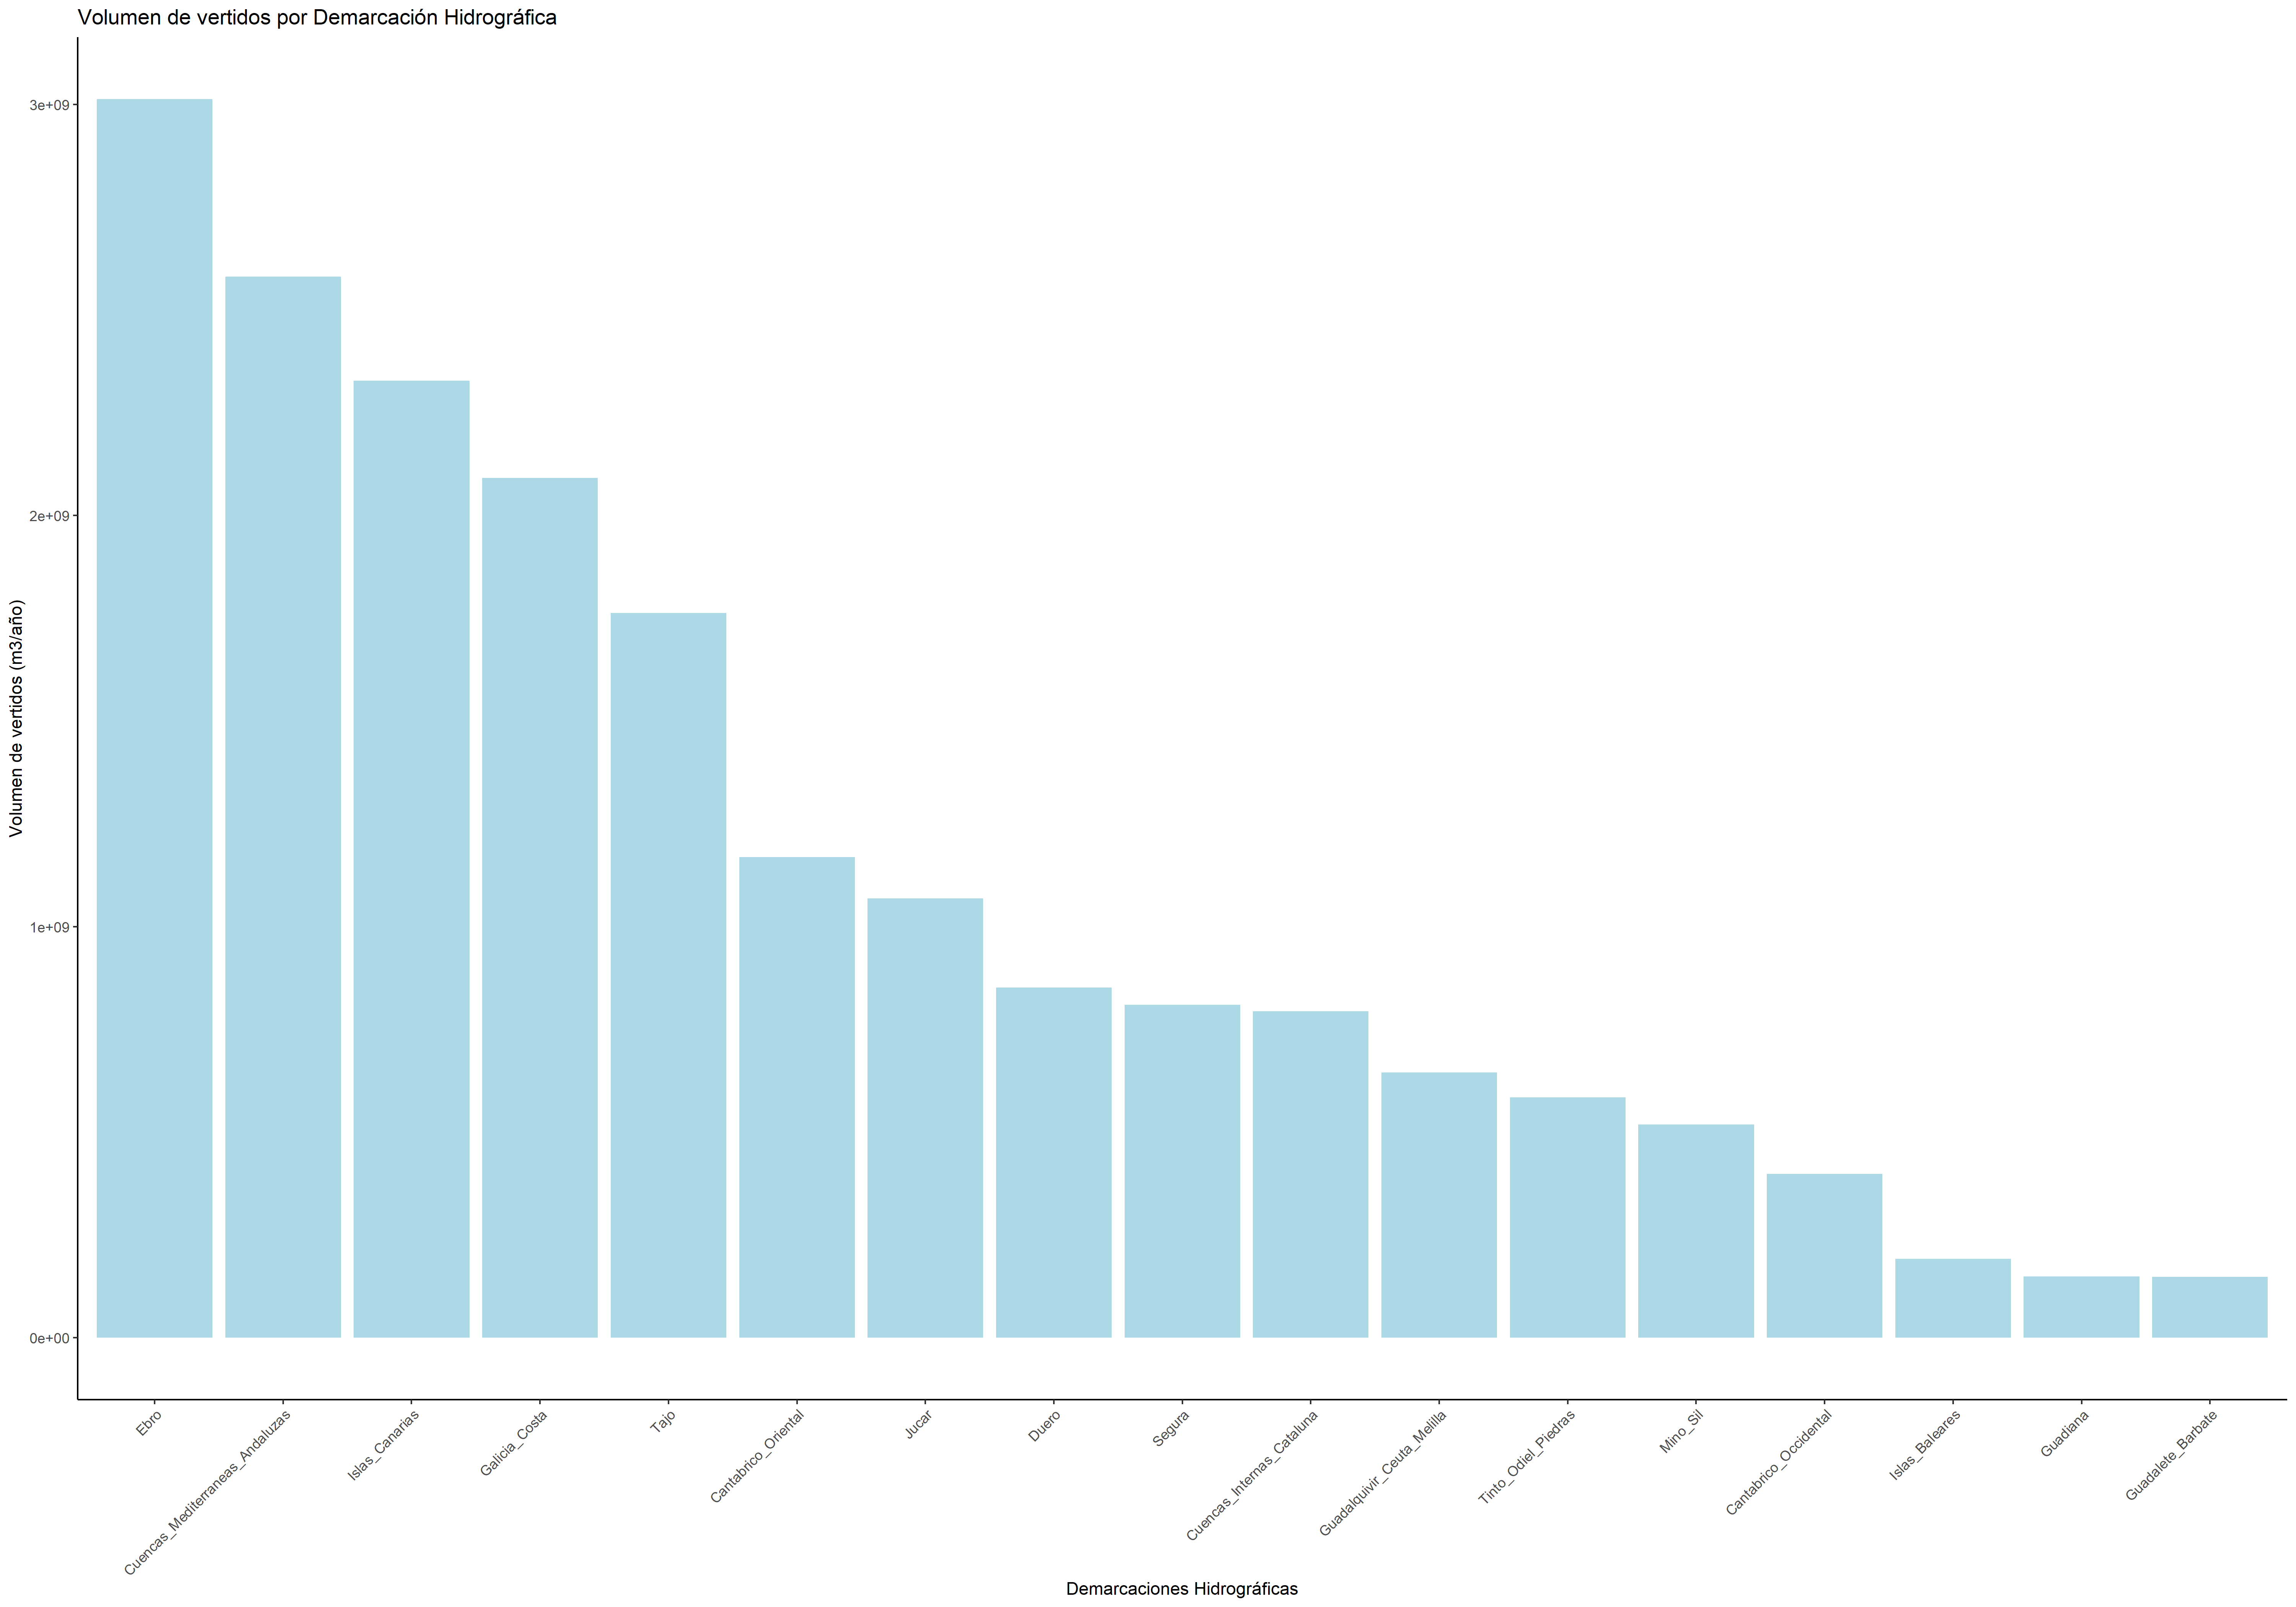 Volumen de vertidos por Demarcación Hidrográfica
Volumen de vertidos (m3/año)
3e+09
2e+09
1e+09
0e+00
Ebro
Cuencas_Mediterraneas_Andaluzas
Islas_Canarias
Galicia_Costa
Tajo
Cantabrico_Oriental
Jucar
Duero
Segura
Cuencas_Internas_Cataluna
Guadalquivir_Ceuta_Melilla
Tinto_Odiel_Piedras
Mino_Sil
Cantabrico_Occidental
Islas_Baleares
Guadiana
Guadalete_Barbate
Demarcaciones Hidrográficas